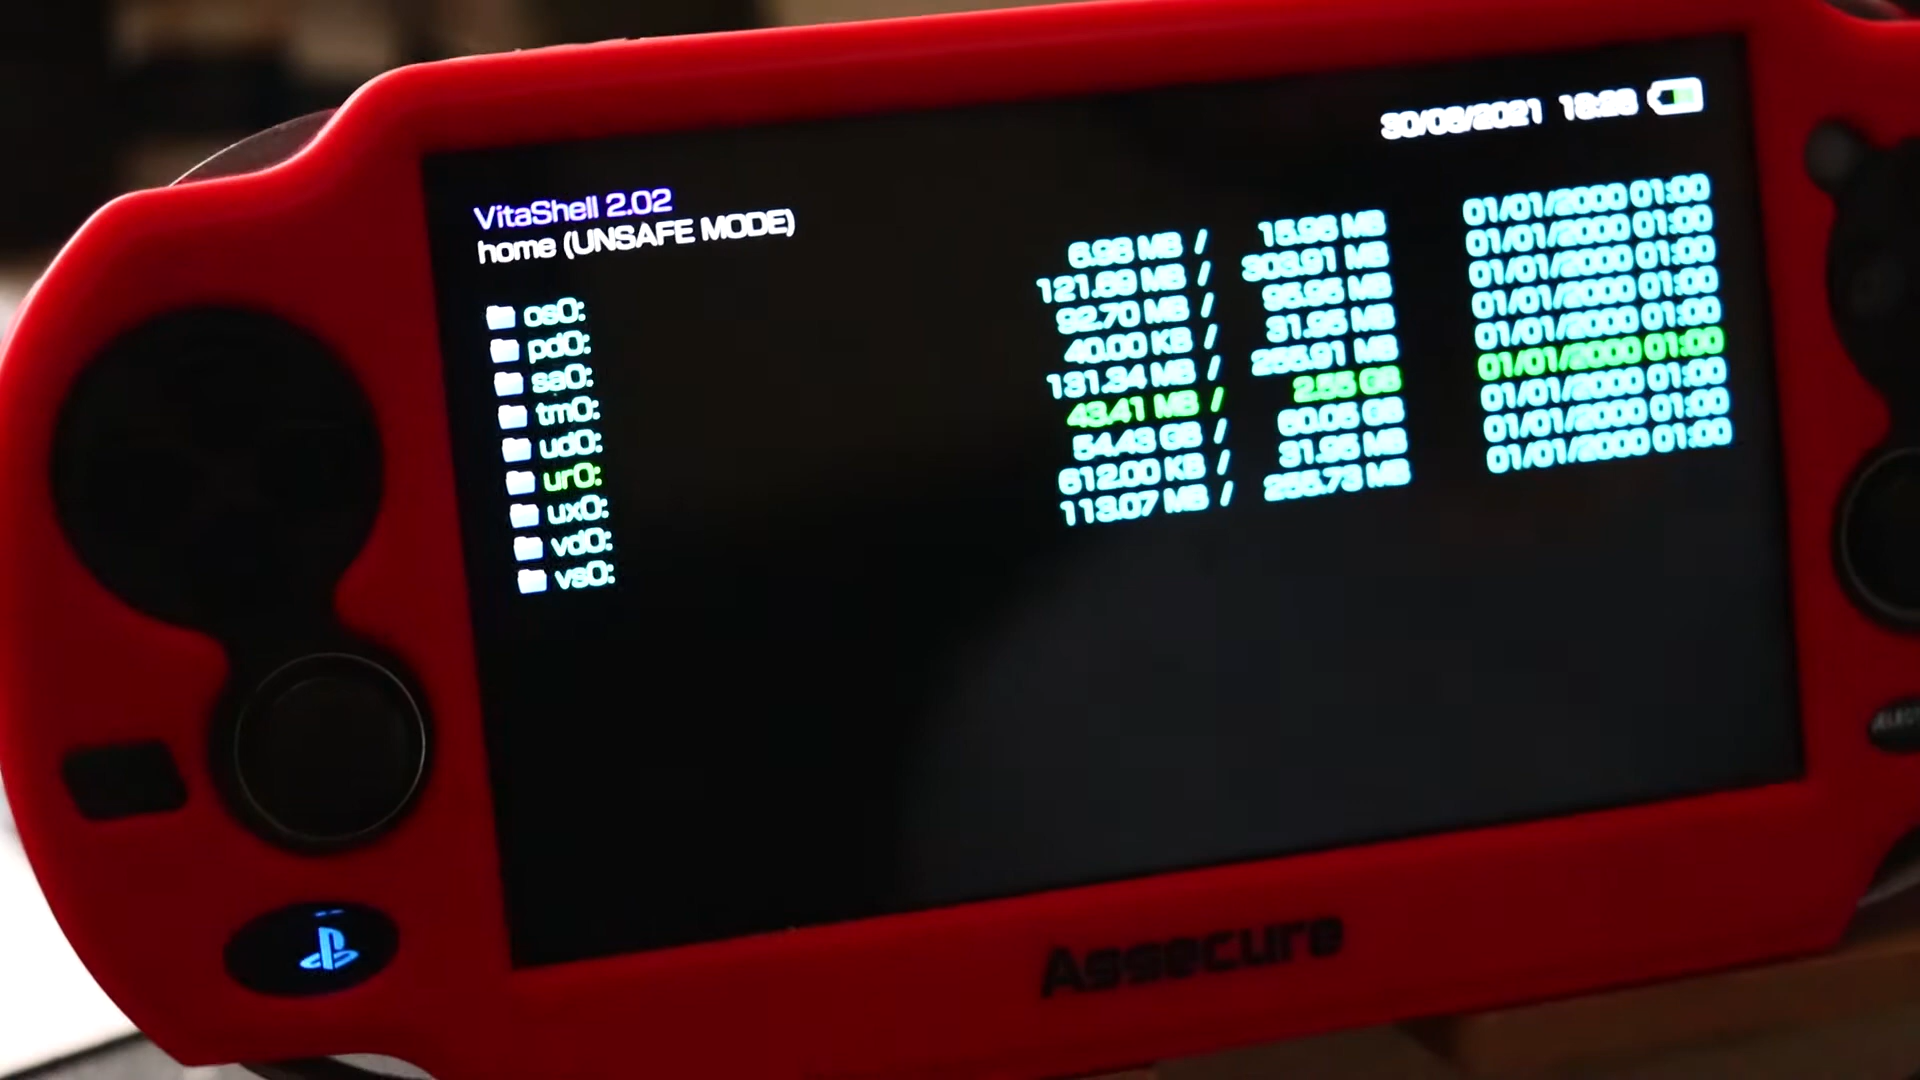 30/05/2021 18:28
VitaShell 2.02
home (UNSAFE MODE)
os0: 6.98 MB / 15.95 MB 01/01/2000 01:00
pd0: 121.69 MB / 303.91 MB 01/01/2000 01:00
sa0: 92.70 MB / 95.95 MB 01/01/2000 01:00
tm0: 40.00 KB / 31.95 MB 01/01/2000 01:00
ud0: 131.34 MB / 255.91 MB 01/01/2000 01:00
ur0: 43.41 MB / 2.55 GB 01/01/2000 01:00
ux0: 54.43 GB / 60.05 GB 01/01/2000 01:00
vd0: 612.00 KB / 31.95 MB 01/01/2000 01:00
vs0: 113.07 MB / 255.73 MB 01/01/2000 01:00
Assecure